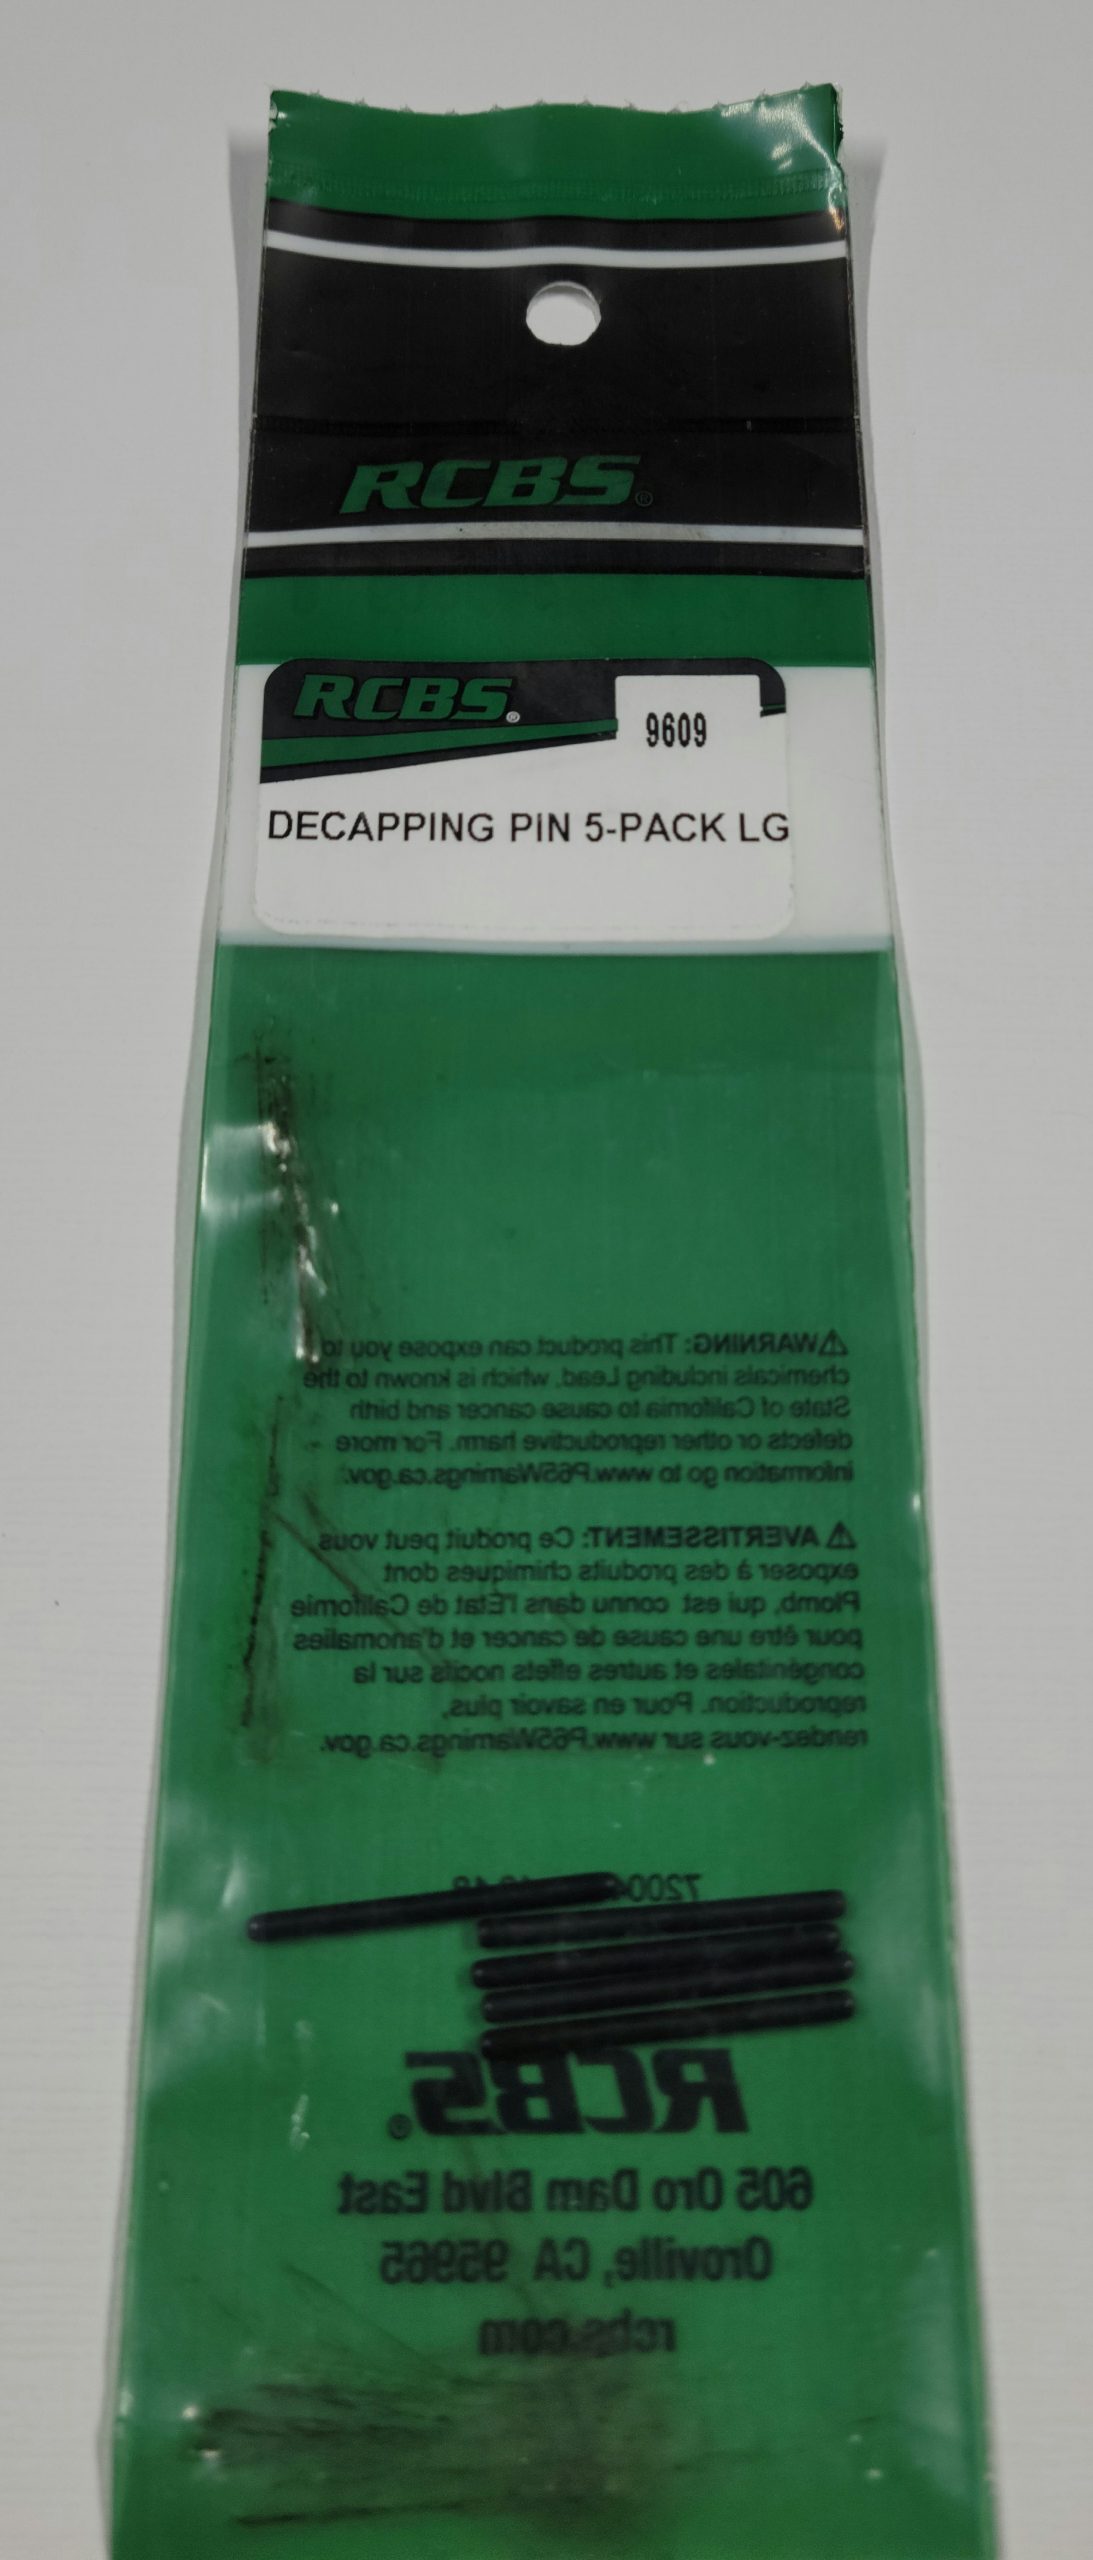 RCBS®
RCBS®
9609
DECAPPING PIN 5-PACK LG
⚠WARNING: This product can expose you to
chemicals including Lead, which is known to the
State of California to cause cancer and birth
defects or other reproductive harm. For more
information go to www.P65Warnings.ca.gov.
⚠AVERTISSEMENT: Ce produit peut vous
exposer à des produits chimiques dont
Plomb, qui est connu dans l'État de Californie
pour être une cause de cancer et d'anomalies
congénitales et autres effets nocifs sur la
reproduction. Pour en savoir plus,
rendez-vous sur www.P65Warnings.ca.gov.
RCBS®
605 Oro Dam Blvd East
Oroville, CA 95965
rcbs.com